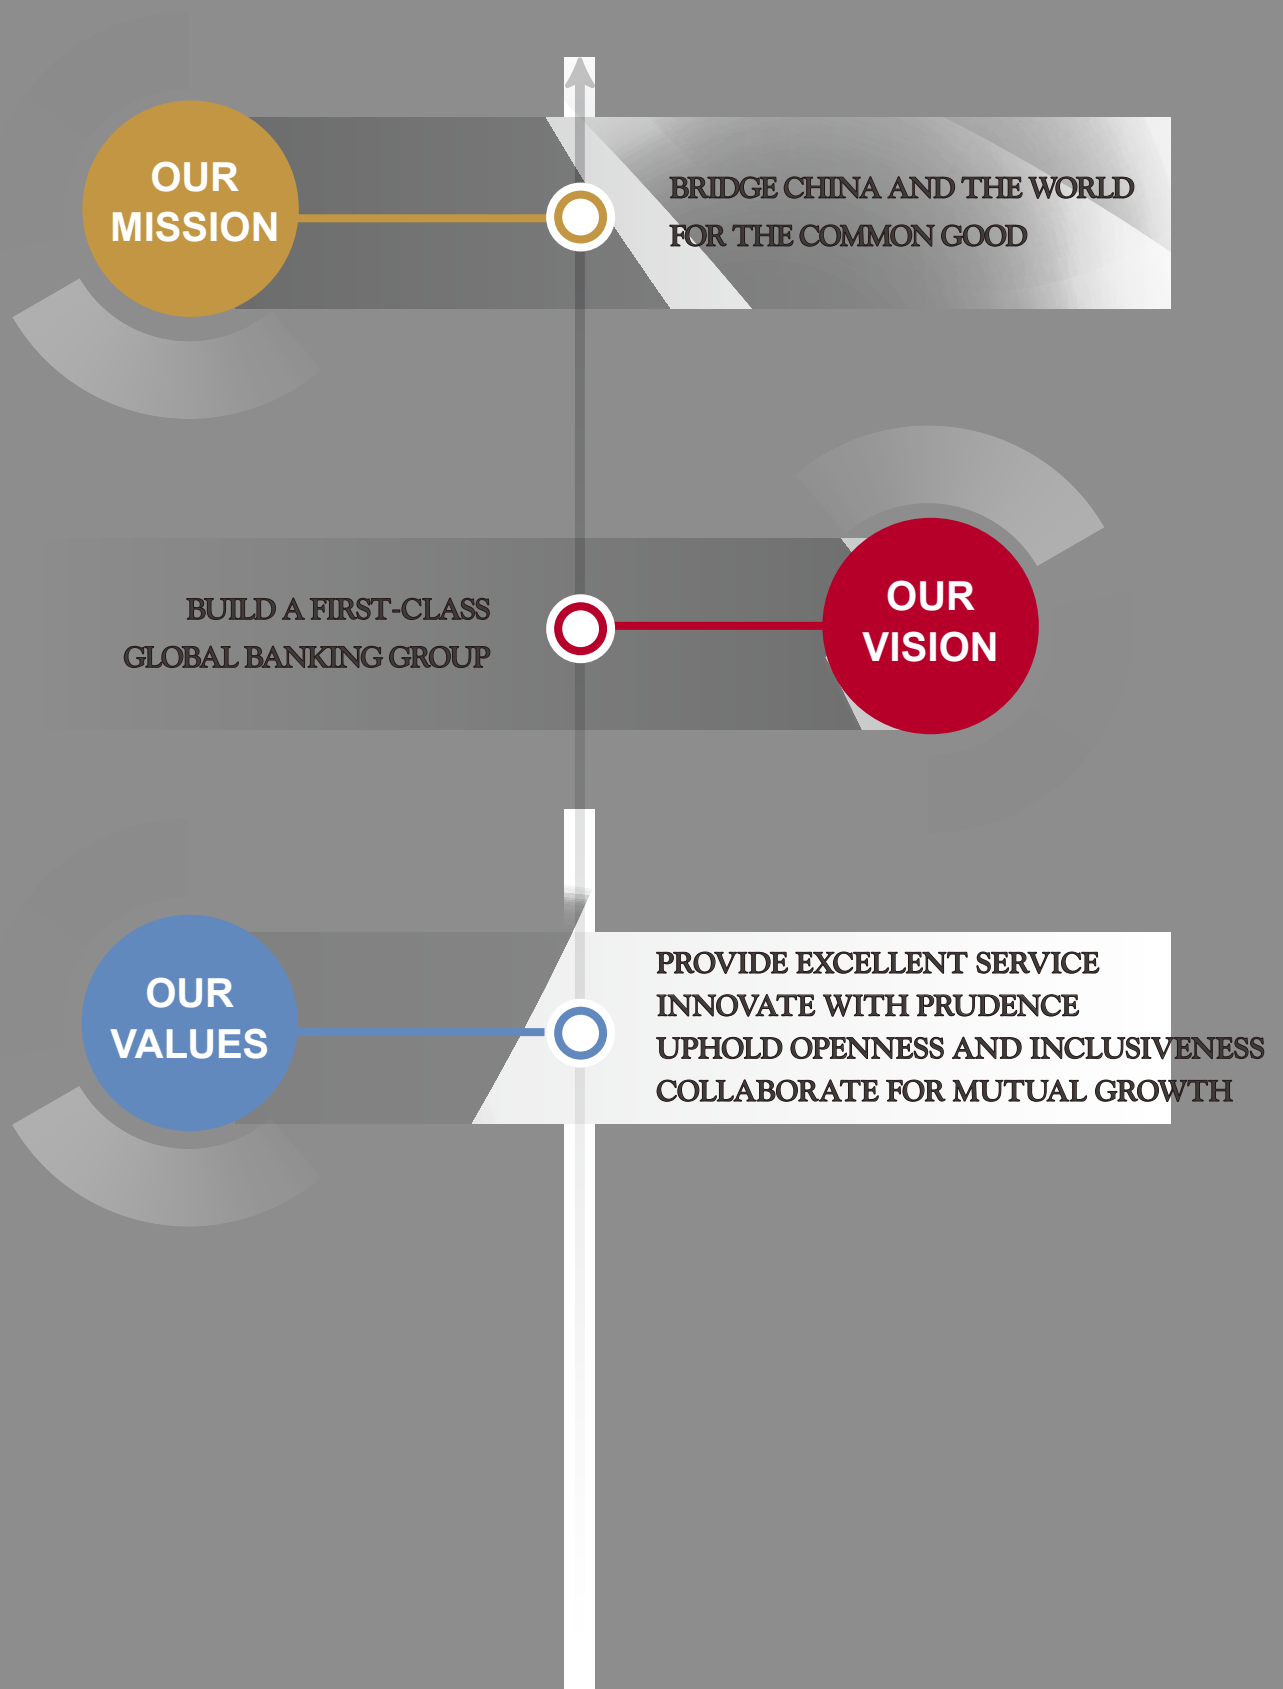 OUR
MISSION
BRIDGE CHINA AND THE WORLD
FOR THE COMMON GOOD
BUILD A FIRST-CLASS
GLOBAL BANKING GROUP
OUR
VISION
OUR
VALUES
PROVIDE EXCELLENT SERVICE
INNOVATE WITH PRUDENCE
UPHOLD OPENNESS AND INCLUSIVENESS
COLLABORATE FOR MUTUAL GROWTH